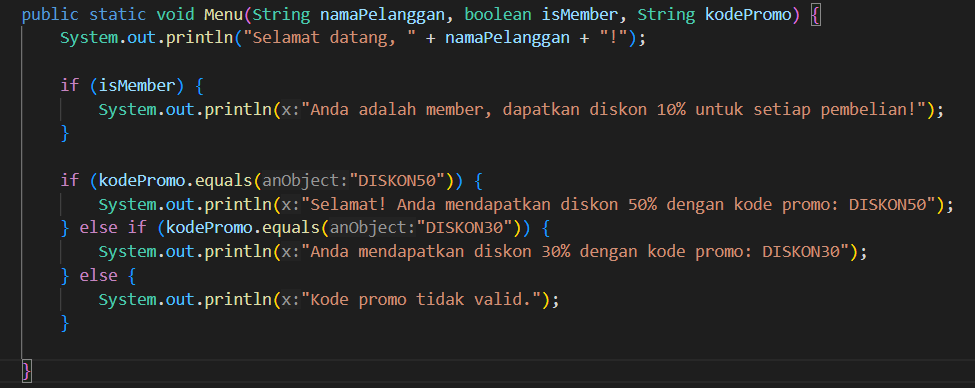 public static void Menu(String namaPelanggan, boolean isMember, String kodePromo) {
System.out.println("Selamat datang, " + namaPelanggan + "!");
if (isMember) {
System.out.println(x:"Anda adalah member, dapatkan diskon 10% untuk setiap pembelian!");
}
if (kodePromo.equals(anObject:"DISKON50")) {
System.out.println(x:"Selamat! Anda mendapatkan diskon 50% dengan kode promo: DISKON50");
} else if (kodePromo.equals(anObject:"DISKON30")) {
System.out.println(x:"Anda mendapatkan diskon 30% dengan kode promo: DISKON30");
} else {
System.out.println(x:"Kode promo tidak valid.");
}
}